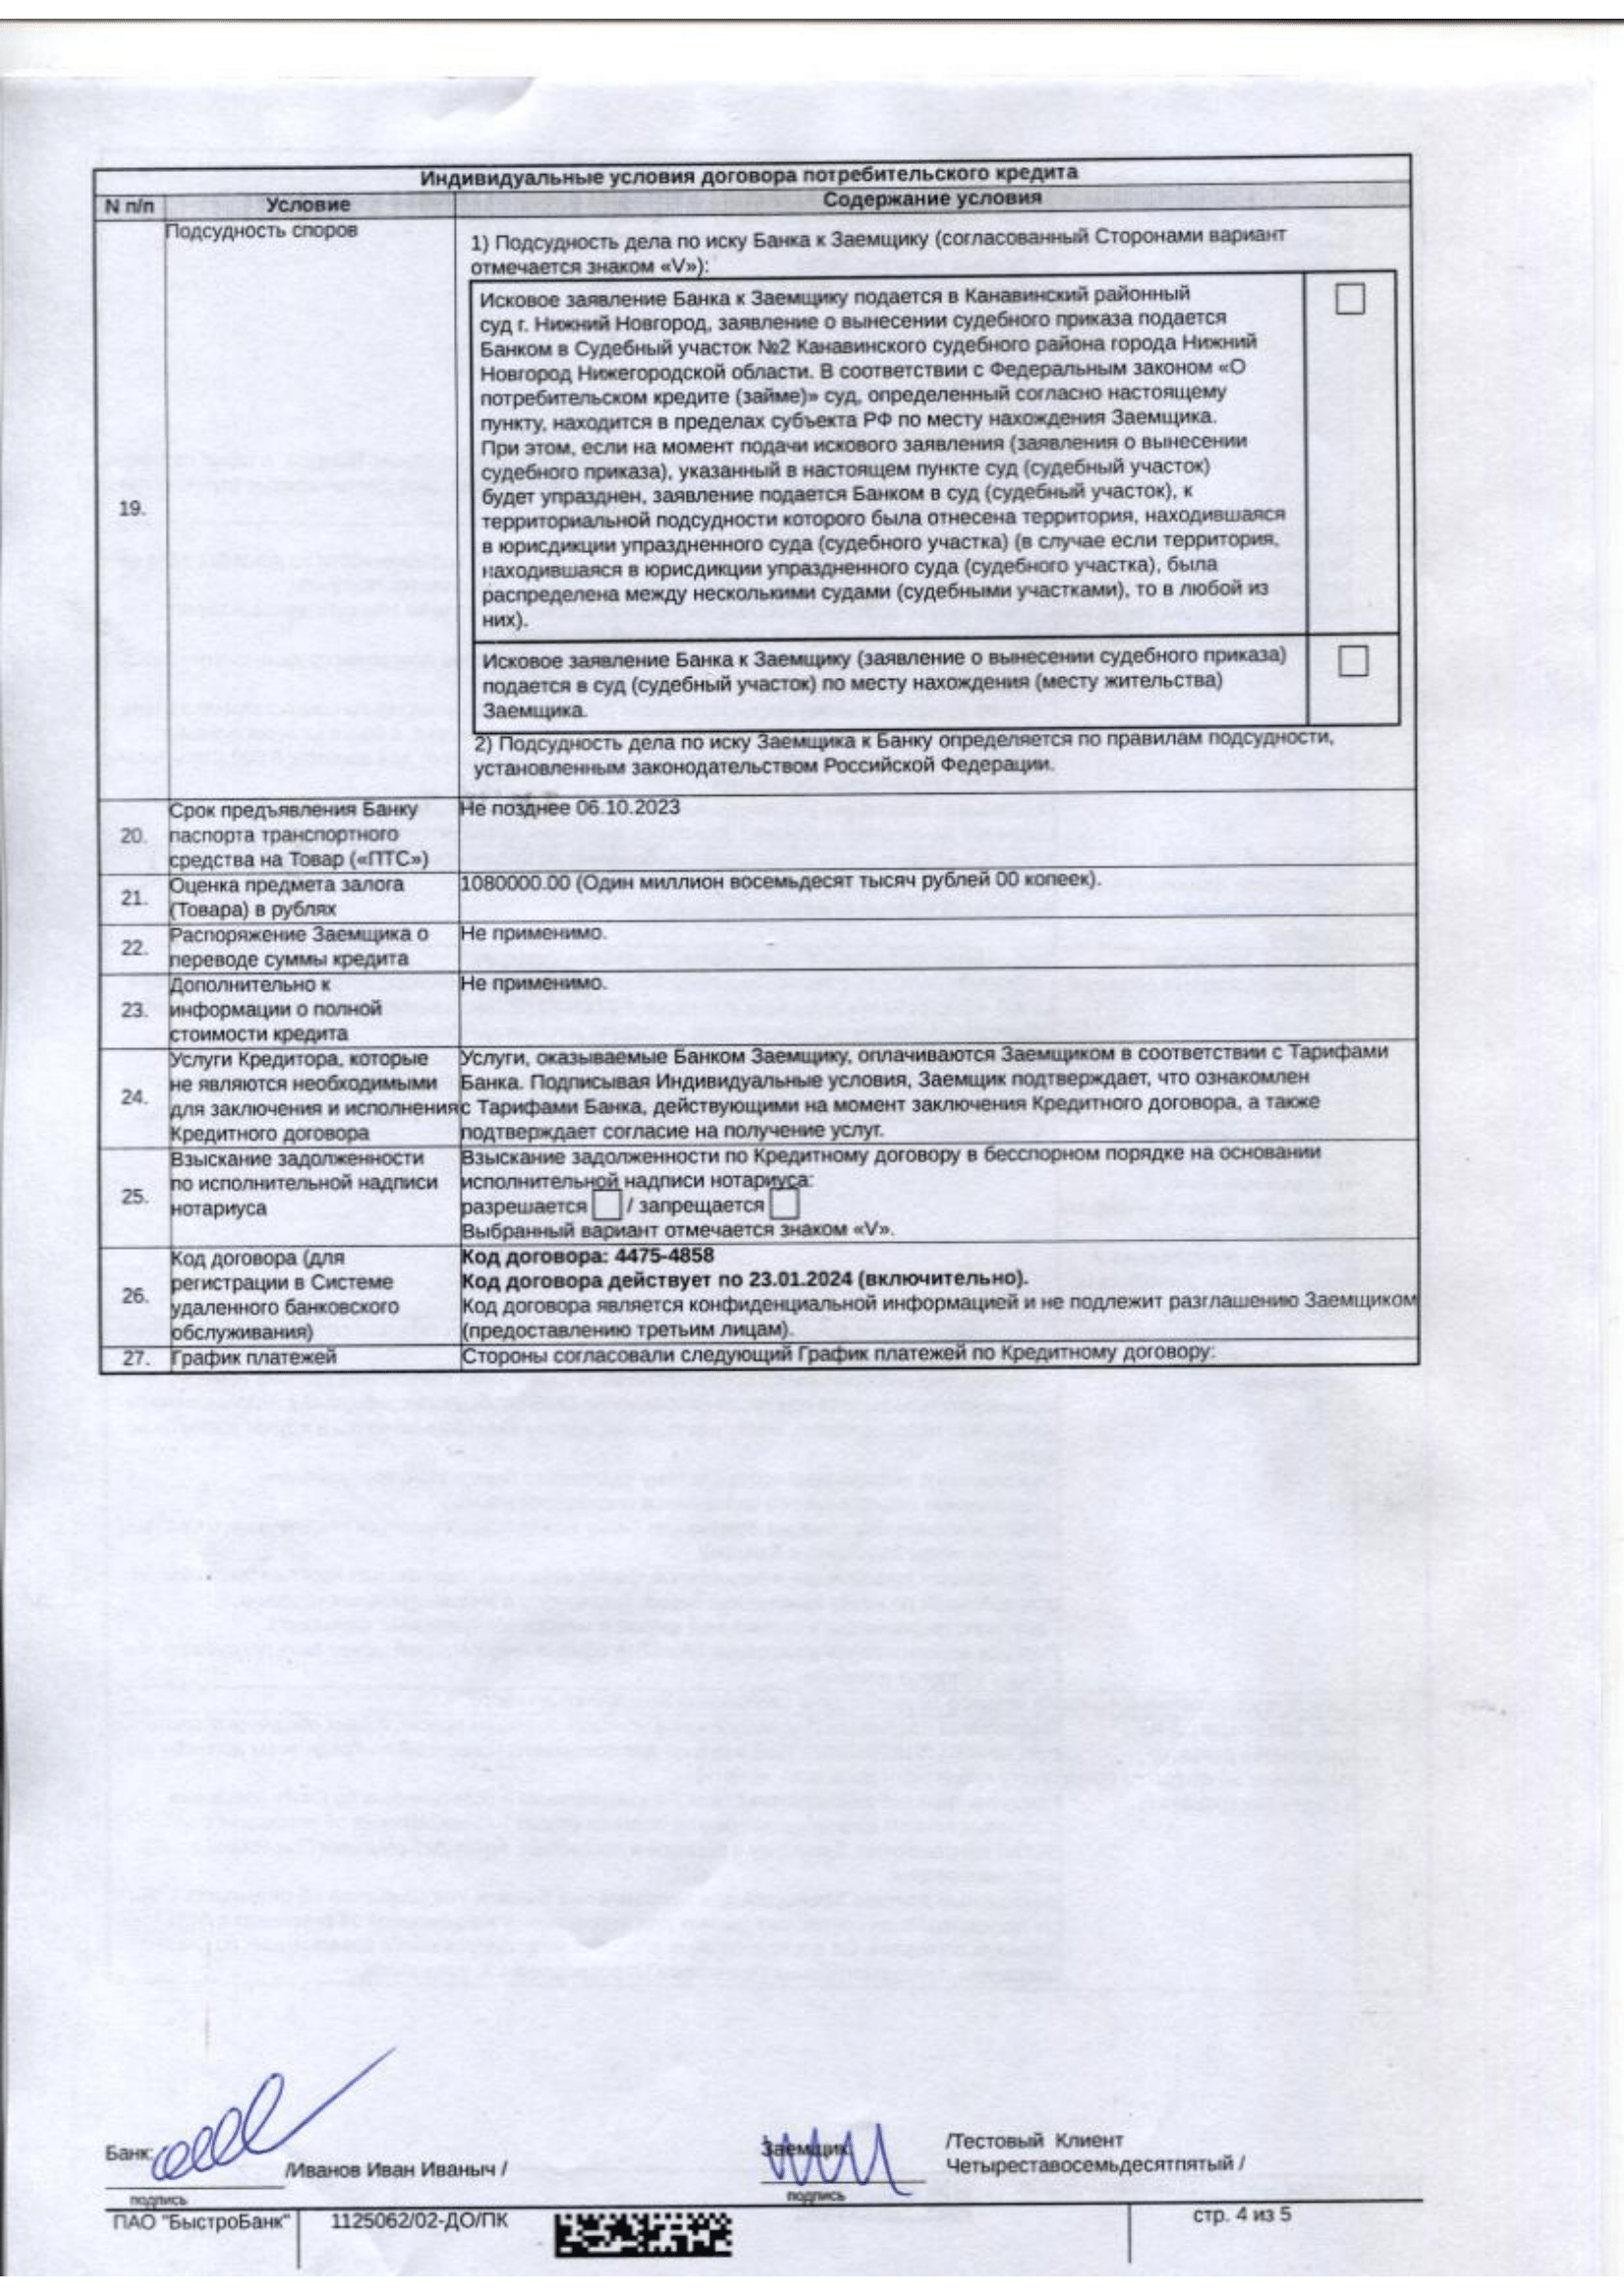 Индивидуальные условия договора потребительского кредита
N п/п Условие Содержание условия
19. Подсудность споров
1) Подсудность дела по иску Банка к Заемщику (согласованный Сторонами вариант
отмечается знаком «V»):
Исковое заявление Банка к Заемщику подается в Канавинский районный
суд г. Нижний Новгород, заявление о вынесении судебного приказа подается
Банком в Судебный участок №2 Канавинского судебного района города Нижний
Новгород Нижегородской области. В соответствии с Федеральным законом «О
потребительском кредите (займе)» суд, определенный согласно настоящему
пункту, находится в пределах субъекта РФ по месту нахождения Заемщика.
При этом, если на момент подачи искового заявления (заявления о вынесении
судебного приказа), указанный в настоящем пункте суд (судебный участок)
будет упразднен, заявление подается Банком в суд (судебный участок), к
территориальной подсудности которого была отнесена территория, находившаяся
в юрисдикции упраздненного суда (судебного участка) (в случае если территория,
находившаяся в юрисдикции упраздненного суда (судебного участка), была
распределена между несколькими судами (судебными участками), то в любой из
них).
Исковое заявление Банка к Заемщику (заявление о вынесении судебного приказа)
подается в суд (судебный участок) по месту нахождения (месту жительства)
Заемщика.
2) Подсудность дела по иску Заемщика к Банку определяется по правилам подсудности,
установленным законодательством Российской Федерации.
20. Срок предъявления Банку
паспорта транспортного
средства на Товар («ПТС»)
Не позднее 06.10.2023
21. Оценка предмета залога
(Товара) в рублях
1080000.00 (Один миллион восемьдесят тысяч рублей 00 копеек).
22. Распоряжение Заемщика о
переводе суммы кредита
Не применимо.
23. Дополнительно к
информации о полной
стоимости кредита
Не применимо.
24. Услуги Кредитора, которые
не являются необходимыми
для заключения и исполнения
Кредитного договора
Услуги, оказываемые Банком Заемщику, оплачиваются Заемщиком в соответствии с Тарифами
Банка. Подписывая Индивидуальные условия, Заемщик подтверждает, что ознакомлен
с Тарифами Банка, действующими на момент заключения Кредитного договора, а также
подтверждает согласие на получение услуг.
25. Взыскание задолженности
по исполнительной надписи
нотариуса
Взыскание задолженности по Кредитному договору в бесспорном порядке на основании
исполнительной надписи нотариуса:
разрешается / запрещается
Выбранный вариант отмечается знаком «V».
26. Код договора (для
регистрации в Системе
удаленного банковского
обслуживания)
Код договора: 4475-4858
Код договора действует по 23.01.2024 (включительно).
Код договора является конфиденциальной информацией и не подлежит разглашению Заемщиком
(предоставлению третьим лицам).
27. График платежей Стороны согласовали следующий График платежей по Кредитному договору:
Банк: /Иванов Иван Иваныч /
подпись
Заемщик: /Тестовый Клиент
Четыреставосемьдесятпятый /
подпись
ПАО "БыстроБанк" 1125062/02-ДО/ПК стр. 4 из 5